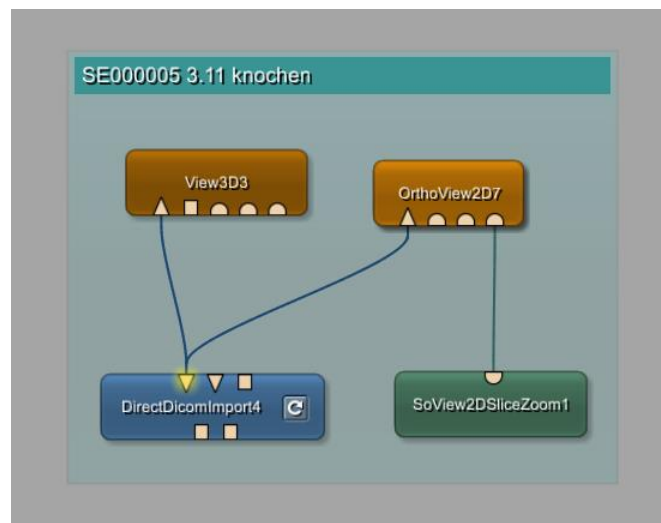 SE000005 3.11 knochen
View3D3
OrthoView2D7
DirectDicomImport4
SoView2DSliceZoom1